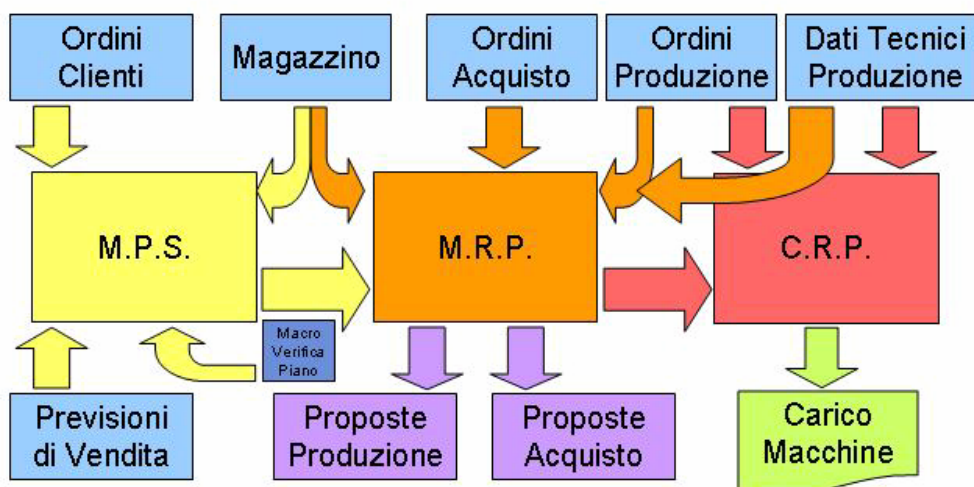 Ordini
Clienti
Magazzino
Ordini
Acquisto
Ordini
Produzione
Dati Tecnici
Produzione
M.P.S.
M.R.P.
C.R.P.
Macro
Verifica
Piano
Previsioni
di Vendita
Proposte
Produzione
Proposte
Acquisto
Carico
Macchine